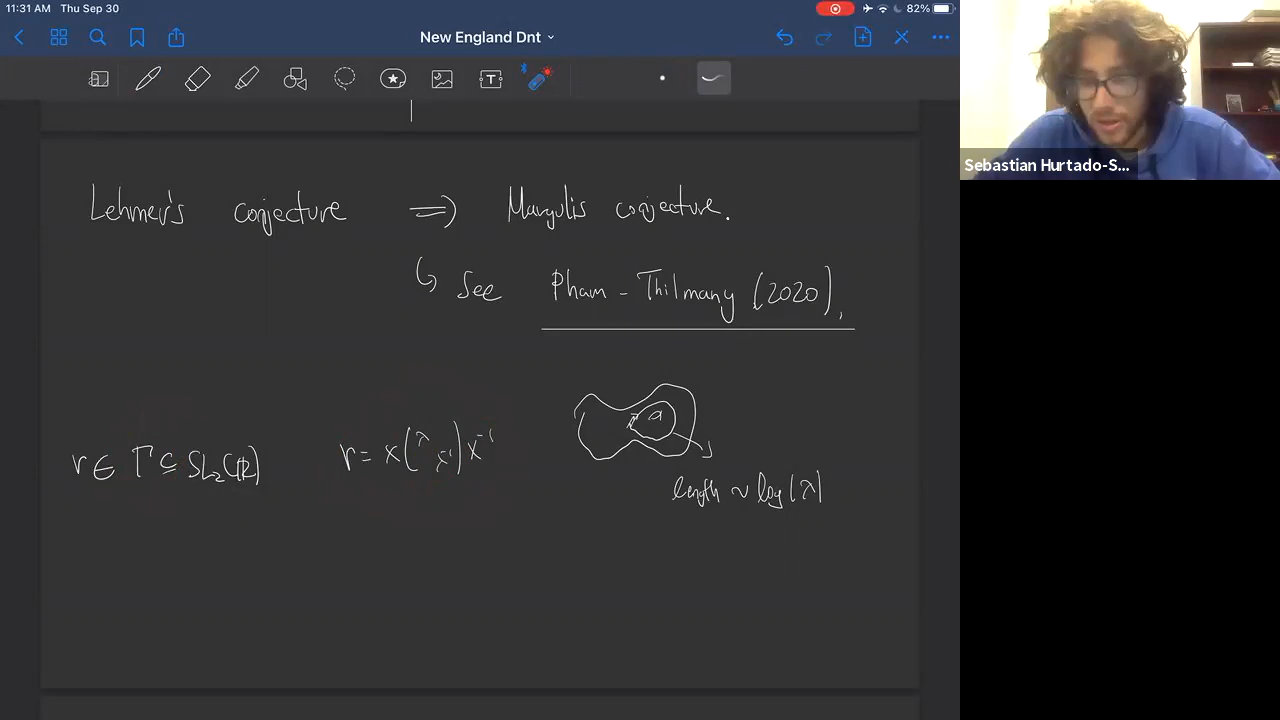 11:31 AM Thu Sep 30
82%
New England Dnt
T
Lehmer's conjecture ⇒ Margulis conjecture.
↳ See Pham - Thilmany (2020),
γ ∈ Γ ⊆ SL₂(ℝ) γ = x(λ λ⁻¹)x⁻¹
length ~ log(λ)
Sebastian Hurtado-S...